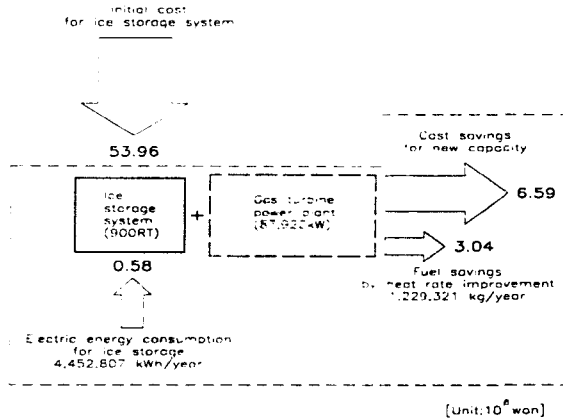 Initial cost
for ice storage system
53.96
Cost savings
for new capacity
6.59
Ice
storage
system
(900RT)
+
Gas turbine
power plant
(87,922kW)
3.04
0.58
Fuel savings
by heat rate improvement
1,229,321 kg/year
Electric energy consumption
for ice storage
4,452,807 kWh/year
[Unit:10⁸ won]